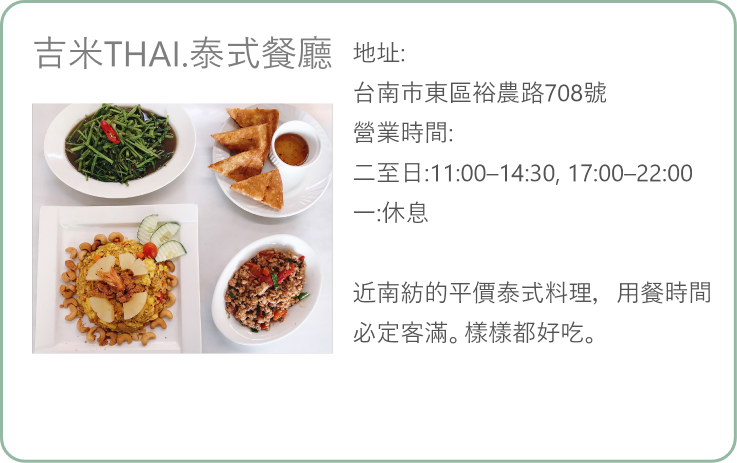 吉米THAI.泰式餐廳
地址:
台南市東區裕農路708號
營業時間:
二至日:11:00–14:30, 17:00–22:00
一:休息
近南紡的平價泰式料理，用餐時間
必定客滿。樣樣都好吃。